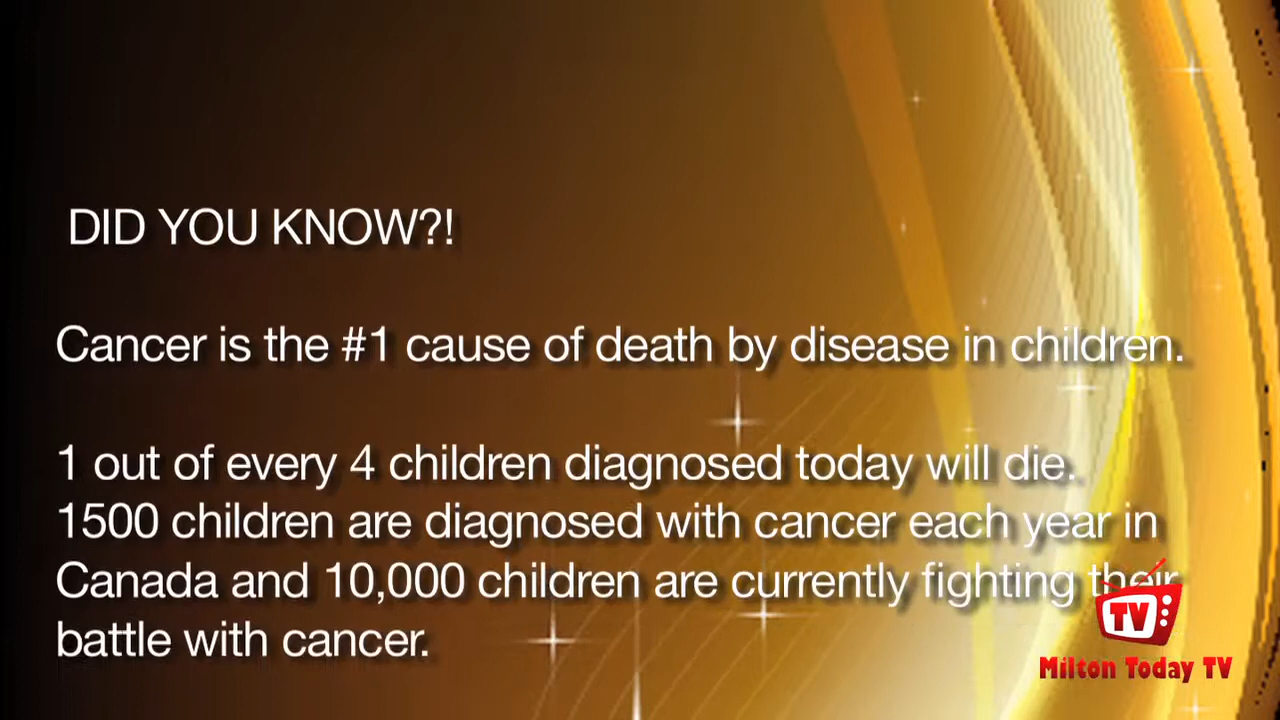 DID YOU KNOW?!
Cancer is the #1 cause of death by disease in children.
1 out of every 4 children diagnosed today will die.
1500 children are diagnosed with cancer each year in
Canada and 10,000 children are currently fighting their
battle with cancer.
TV
Milton Today TV